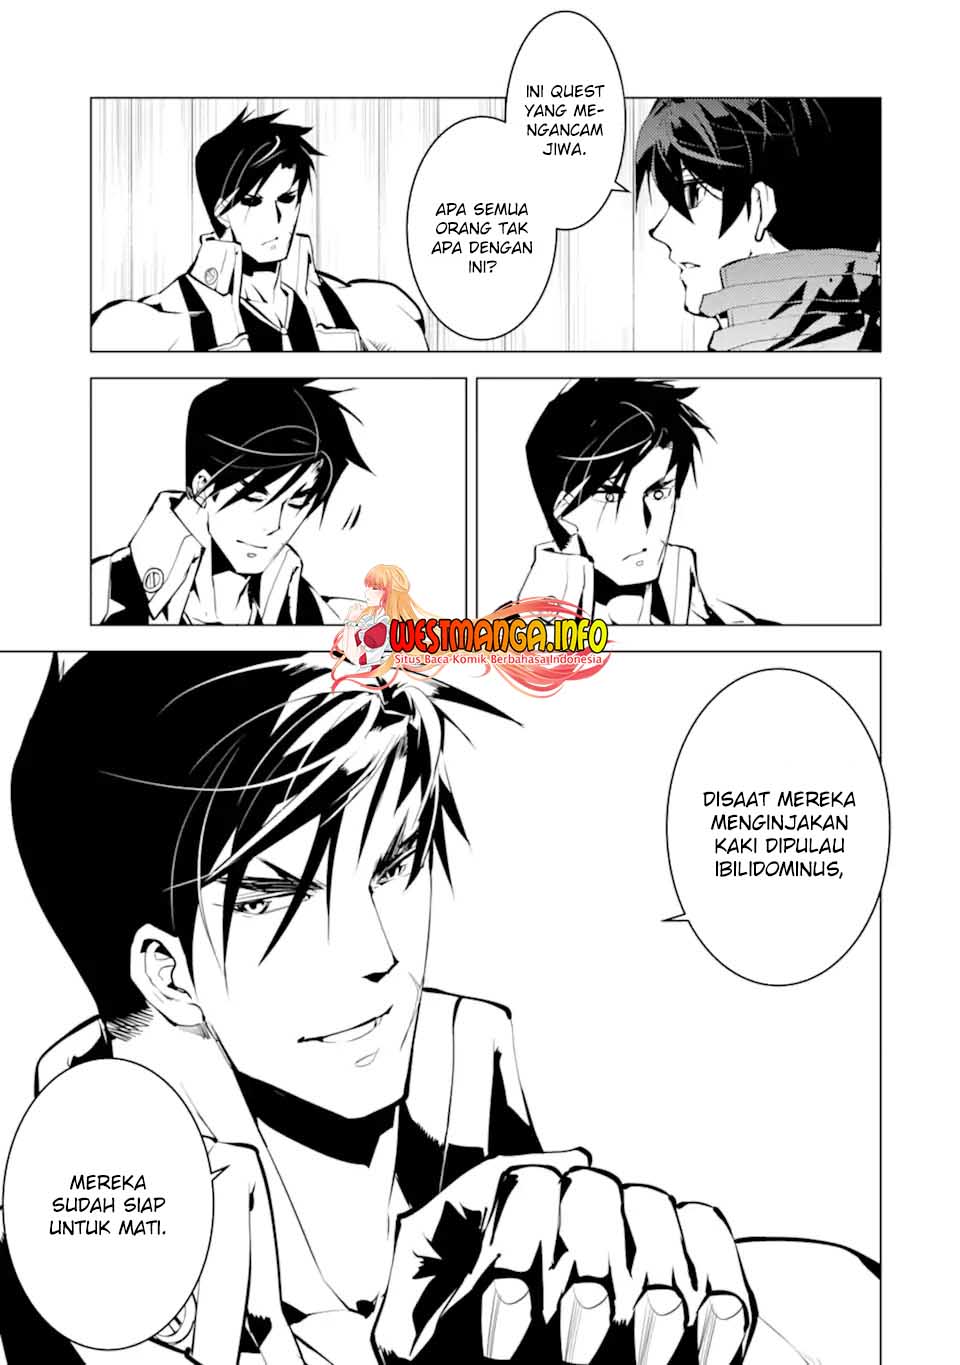 INI QUEST
YANG ME-
NGANCAM
JIWA.
APA SEMUA
ORANG TAK
APA DENGAN
INI?
WESTMANGA.INFO
SITUS BACA KOMIK BERBAHASA INDONESIA
DISAAT MEREKA
MENGINJAKAN
KAKI DIPULAU
IBILIDOMINUS,
MEREKA
SUDAH SIAP
UNTUK MATI.